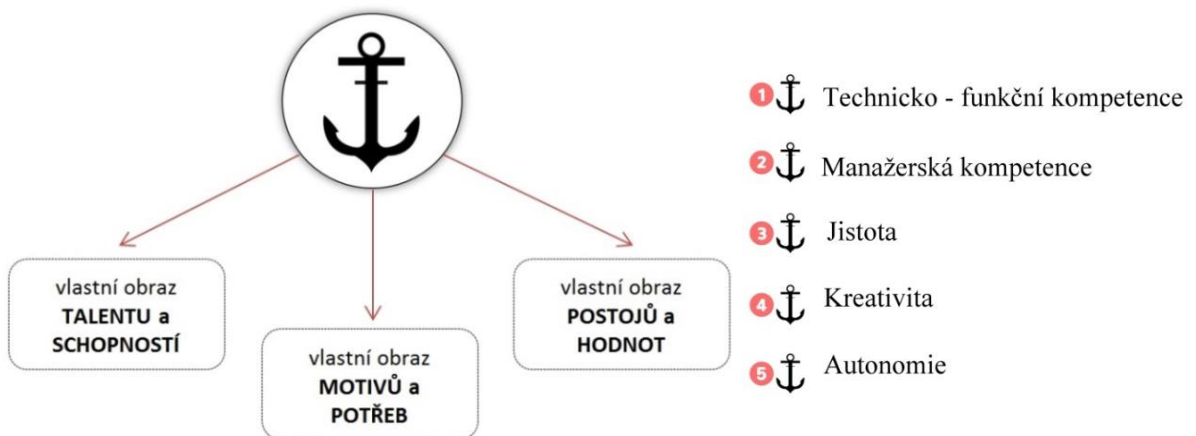 vlastní obraz
TALENTU a
SCHOPNOSTÍ
vlastní obraz
MOTIVŮ a
POTŘEB
vlastní obraz
POSTOJŮ a
HODNOT
1 Technicko - funkční kompetence
2 Manažerská kompetence
3 Jistota
4 Kreativita
5 Autonomie